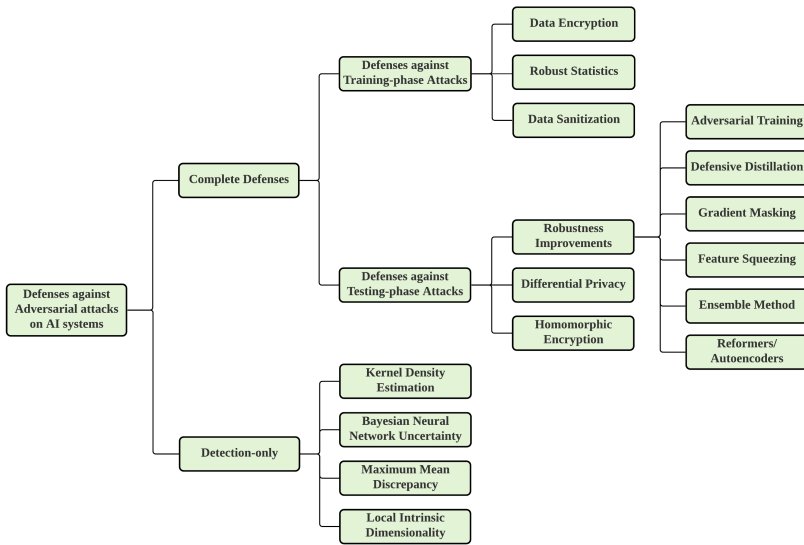 Defenses against
Adversarial attacks
on AI systems
Complete Defenses
Defenses against
Training-phase Attacks
Data Encryption
Robust Statistics
Data Sanitization
Defenses against
Testing-phase Attacks
Robustness
Improvements
Adversarial Training
Defensive Distillation
Gradient Masking
Feature Squeezing
Ensemble Method
Reformers/
Autoencoders
Differential Privacy
Homomorphic
Encryption
Detection-only
Kernel Density
Estimation
Bayesian Neural
Network Uncertainty
Maximum Mean
Discrepancy
Local Intrinsic
Dimensionality